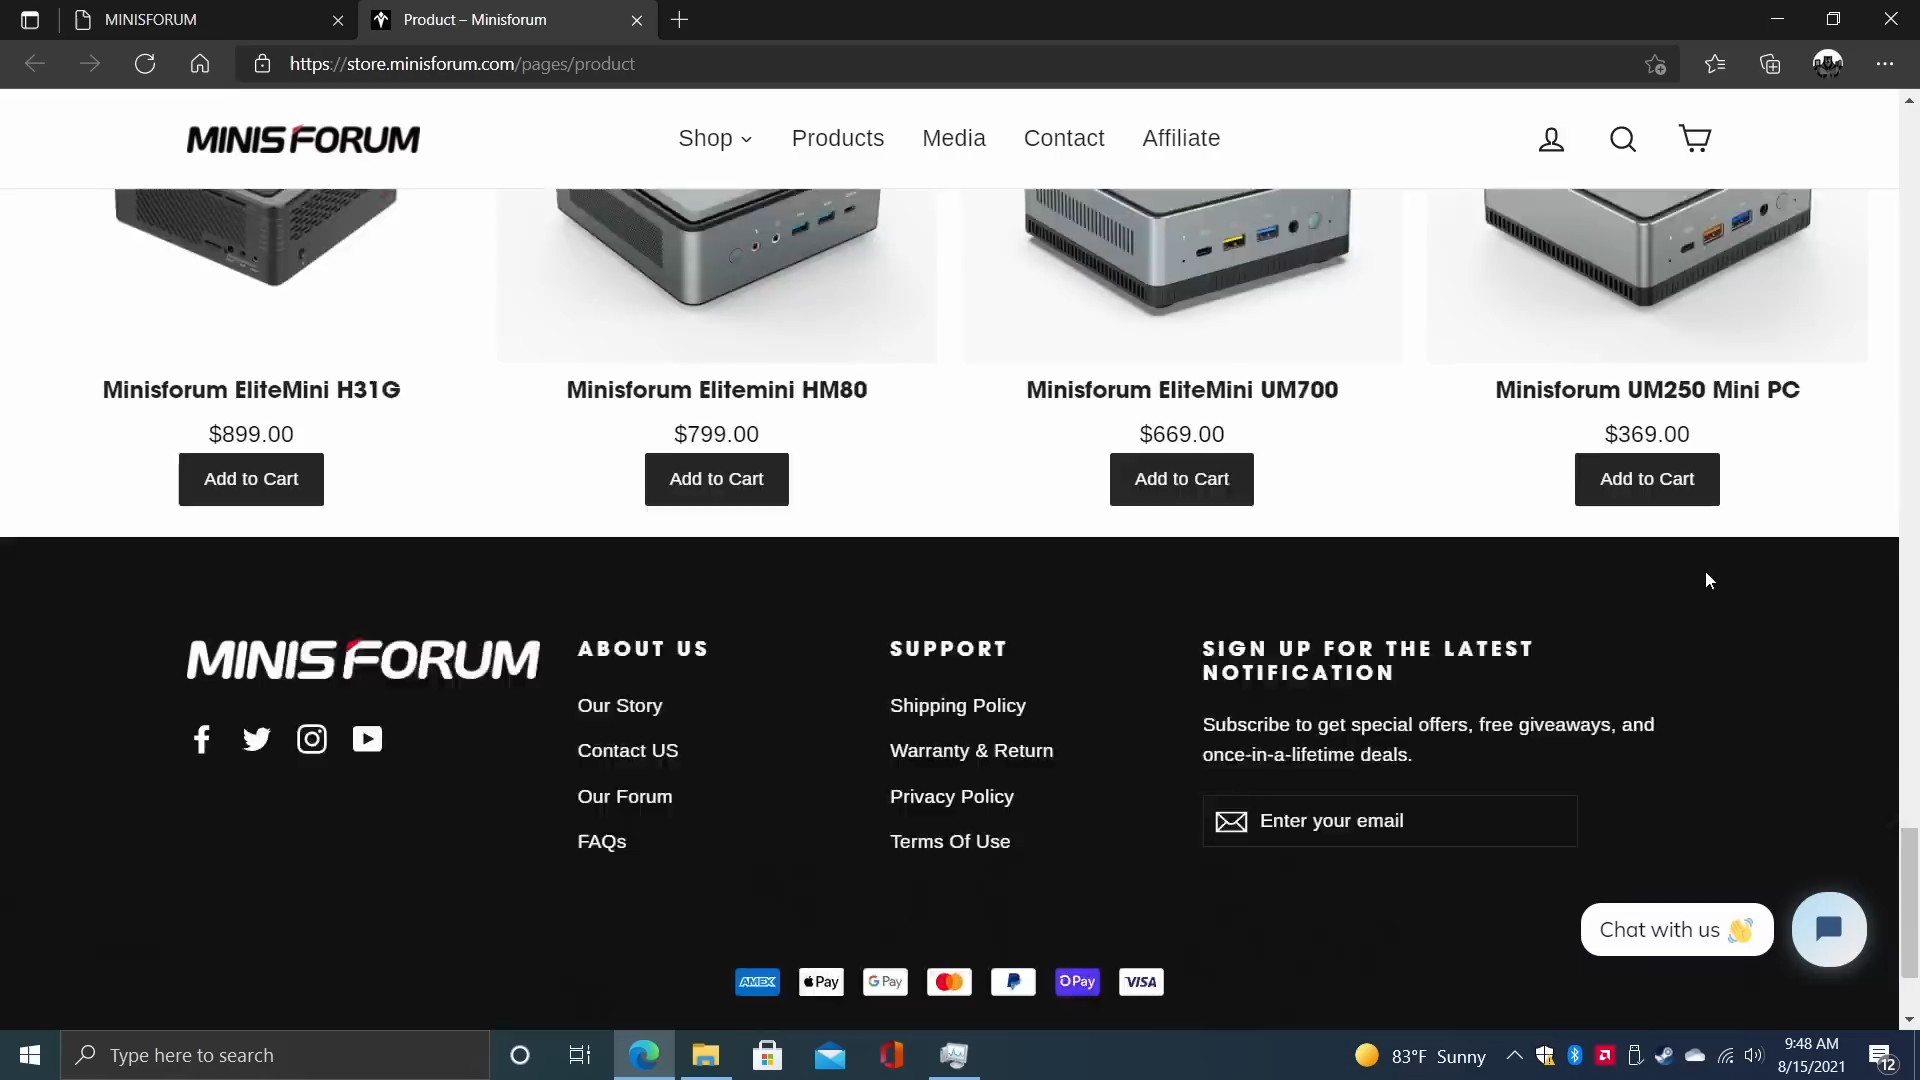 MINISFORUM
Product – Minisforum
https://store.minisforum.com/pages/product
MINISFORUM
Shop
Products
Media
Contact
Affiliate
Minisforum EliteMini H31G
Minisforum Elitemini HM80
Minisforum EliteMini UM700
Minisforum UM250 Mini PC
$899.00
$799.00
$669.00
$369.00
Add to Cart
Add to Cart
Add to Cart
Add to Cart
MINISFORUM
ABOUT US
Our Story
Contact US
Our Forum
FAQs
SUPPORT
Shipping Policy
Warranty & Return
Privacy Policy
Terms Of Use
SIGN UP FOR THE LATEST
NOTIFICATION
Subscribe to get special offers, free giveaways, and
once-in-a-lifetime deals.
Enter your email
Chat with us 👋
AMEX
Pay
G Pay
Pay
VISA
Type here to search
83°F Sunny
9:48 AM
8/15/2021
12